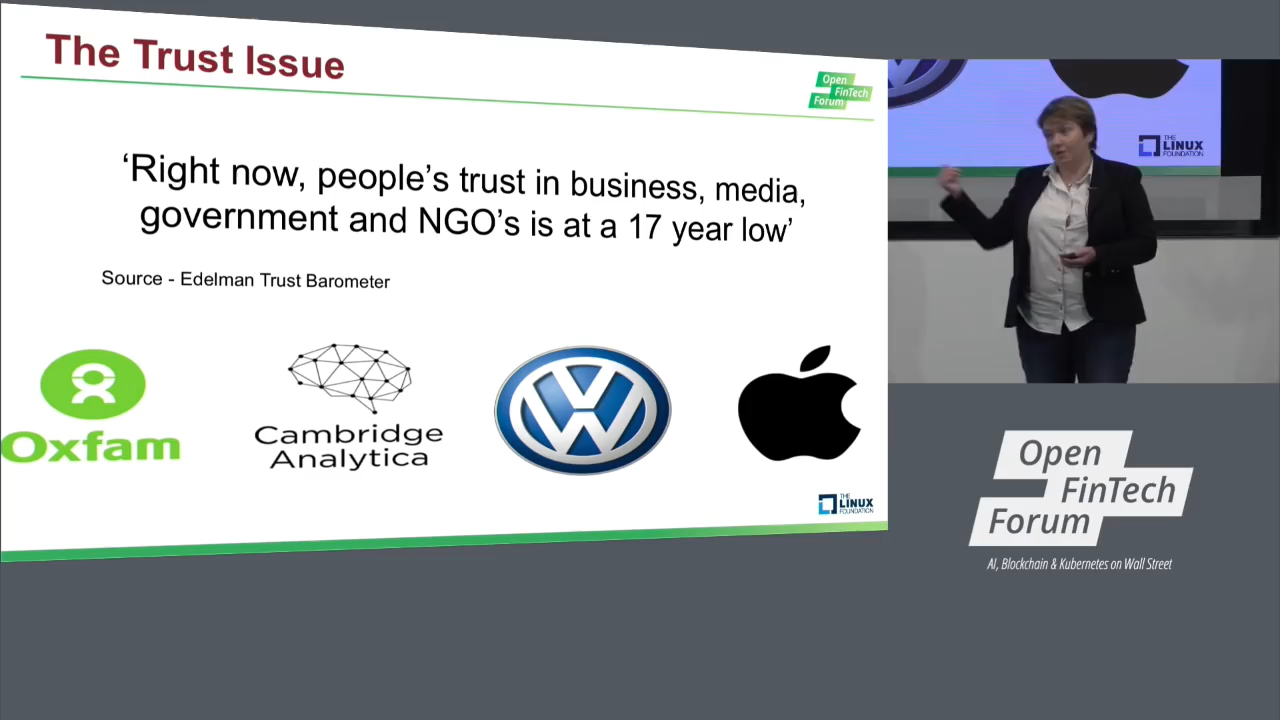 The Trust Issue
Open
FinTech
Forum
‘Right now, people’s trust in business, media,
government and NGO’s is at a 17 year low’
Source - Edelman Trust Barometer
Oxfam
Cambridge
Analytica
THE
LINUX
FOUNDATION
THE
LINUX
FOUNDATION
Open
FinTech
Forum
AI, Blockchain & Kubernetes on Wall Street